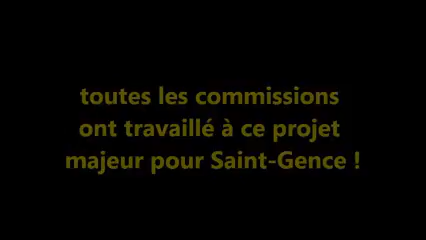 toutes les commissions
ont travaillé à ce projet
majeur pour Saint-Gence !